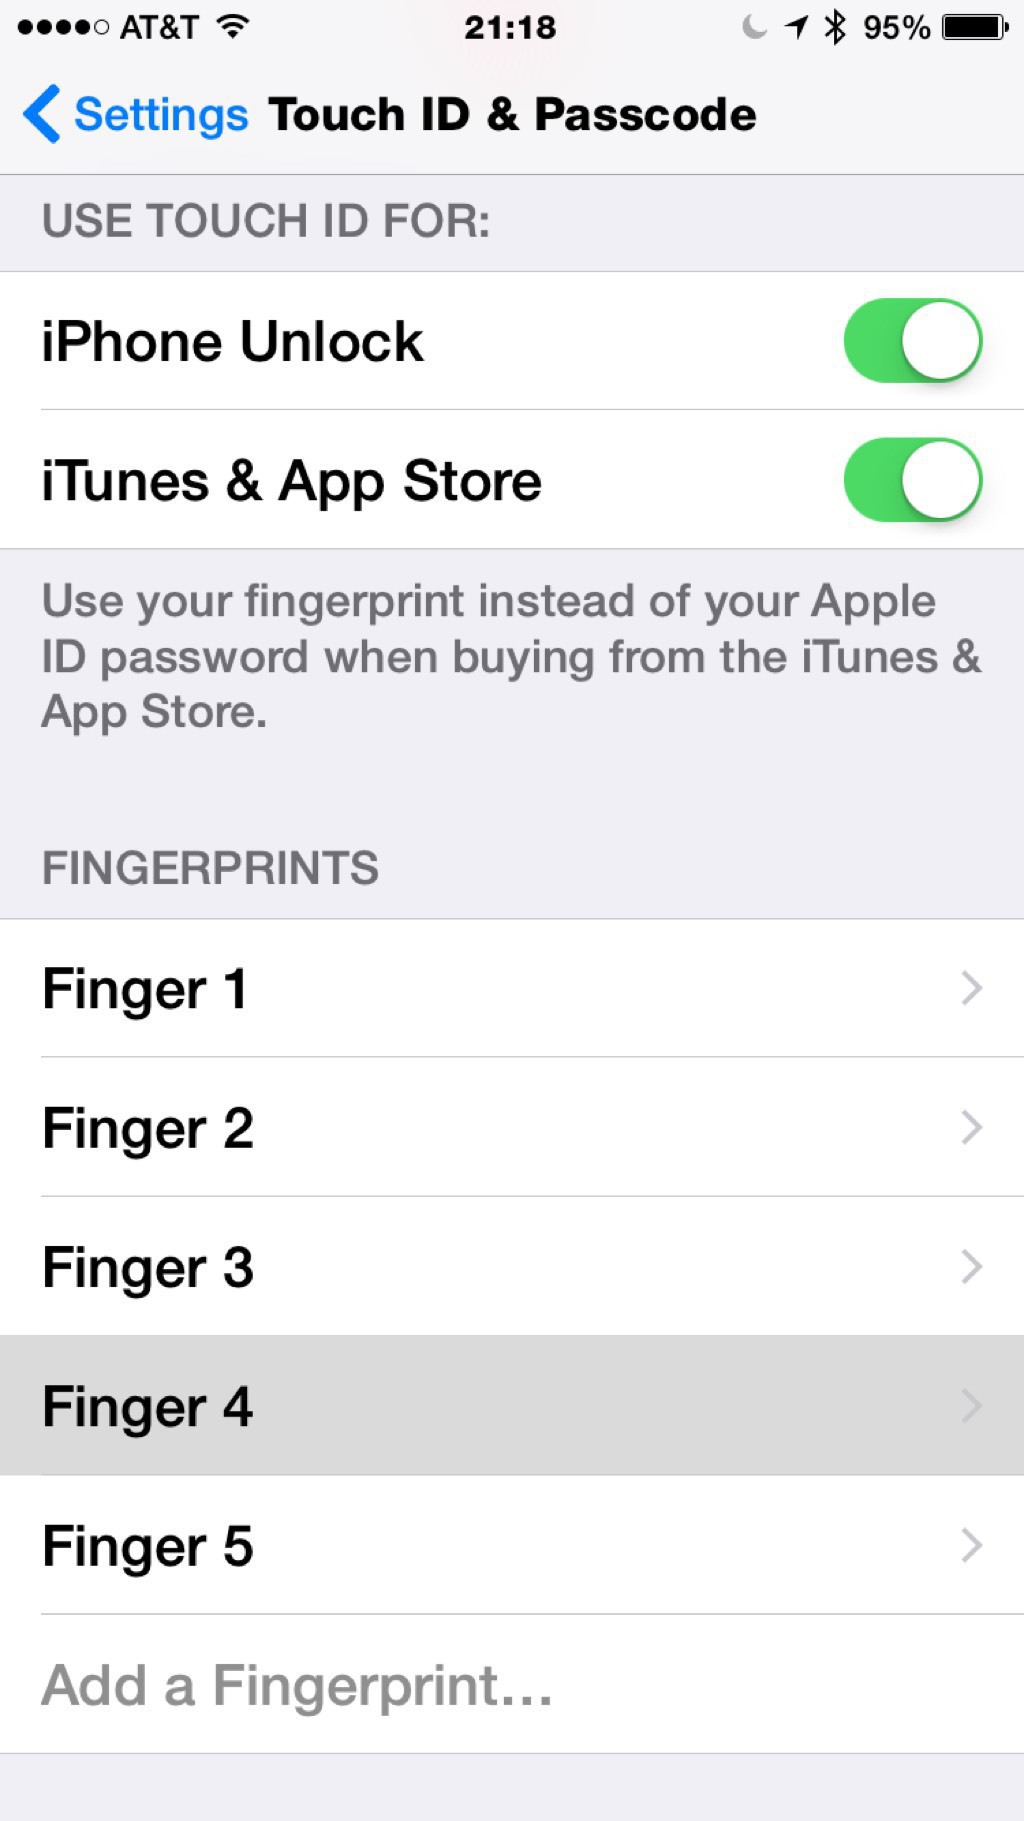 AT&T 21:18 95%
Settings Touch ID & Passcode
USE TOUCH ID FOR:
iPhone Unlock
iTunes & App Store
Use your fingerprint instead of your Apple
ID password when buying from the iTunes &
App Store.
FINGERPRINTS
Finger 1
Finger 2
Finger 3
Finger 4
Finger 5
Add a Fingerprint...